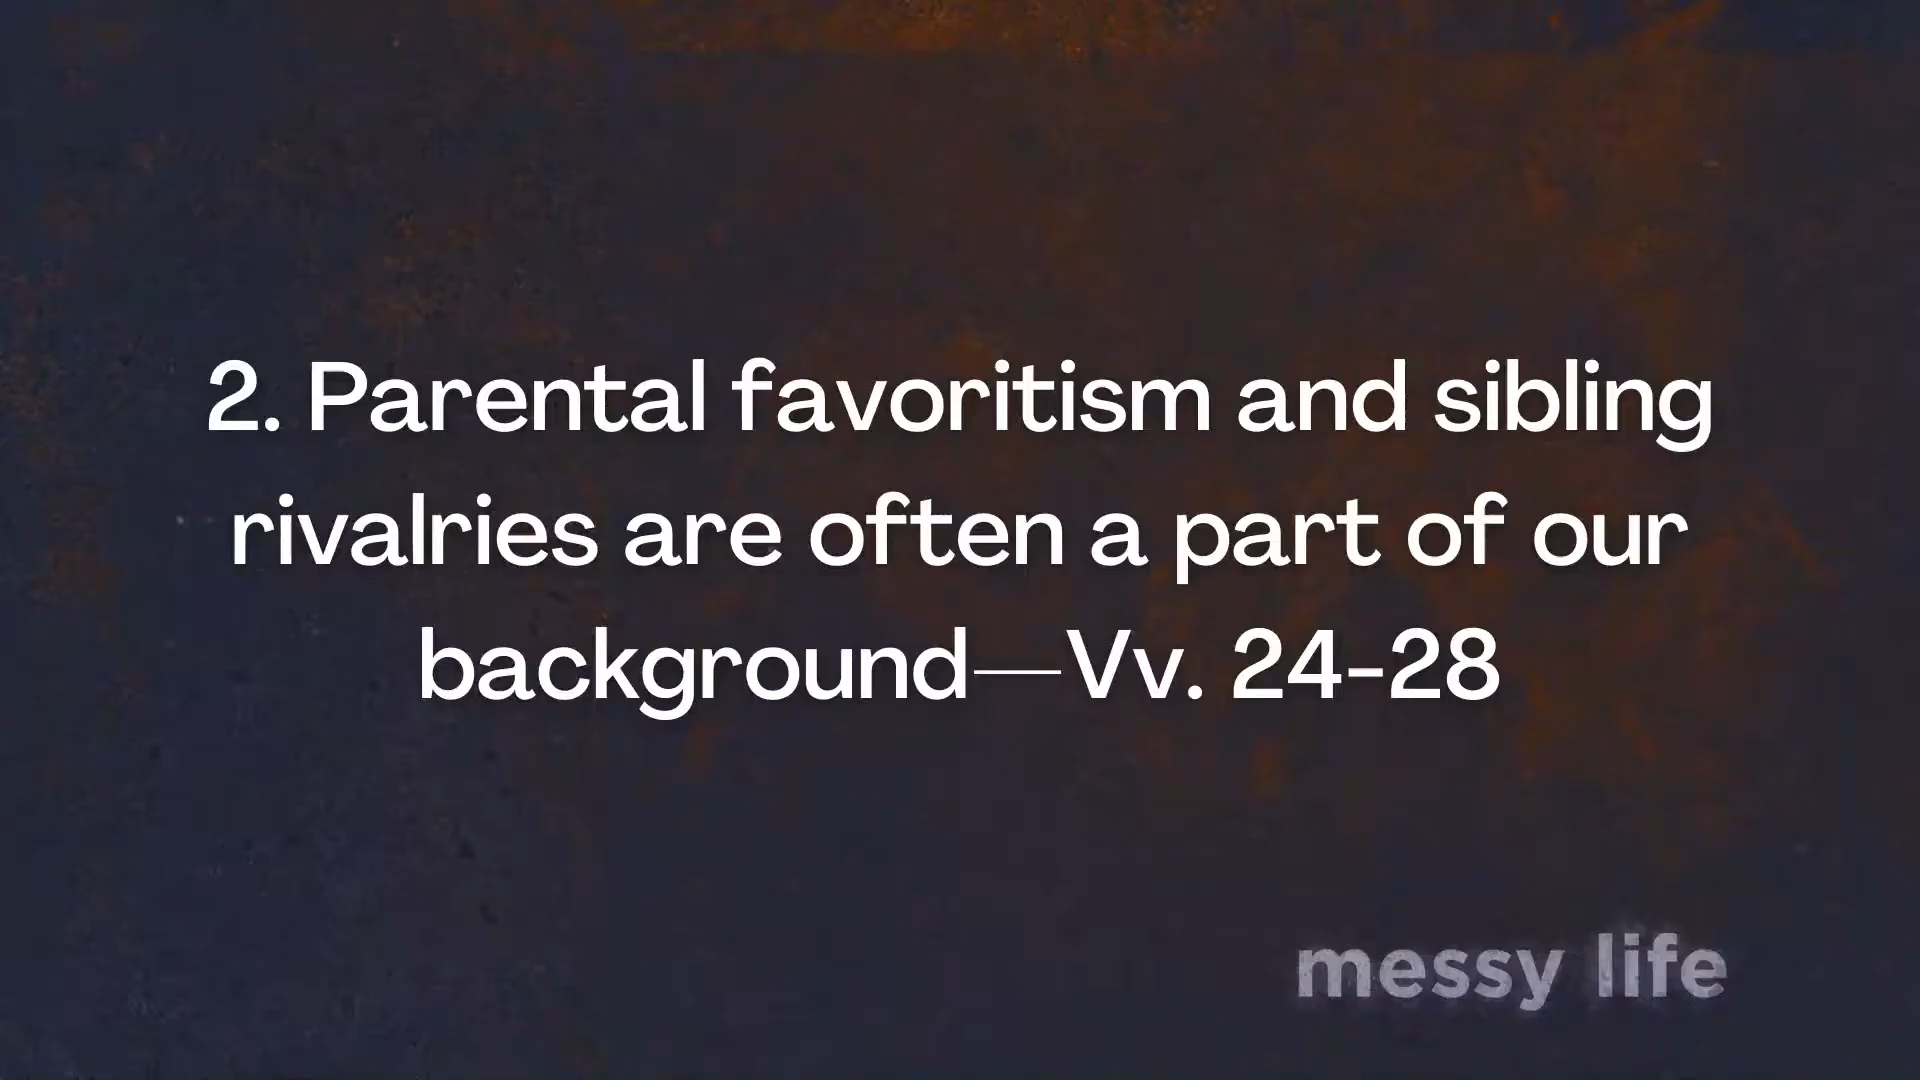 2. Parental favoritism and sibling
rivalries are often a part of our
background—Vv. 24-28
messy life